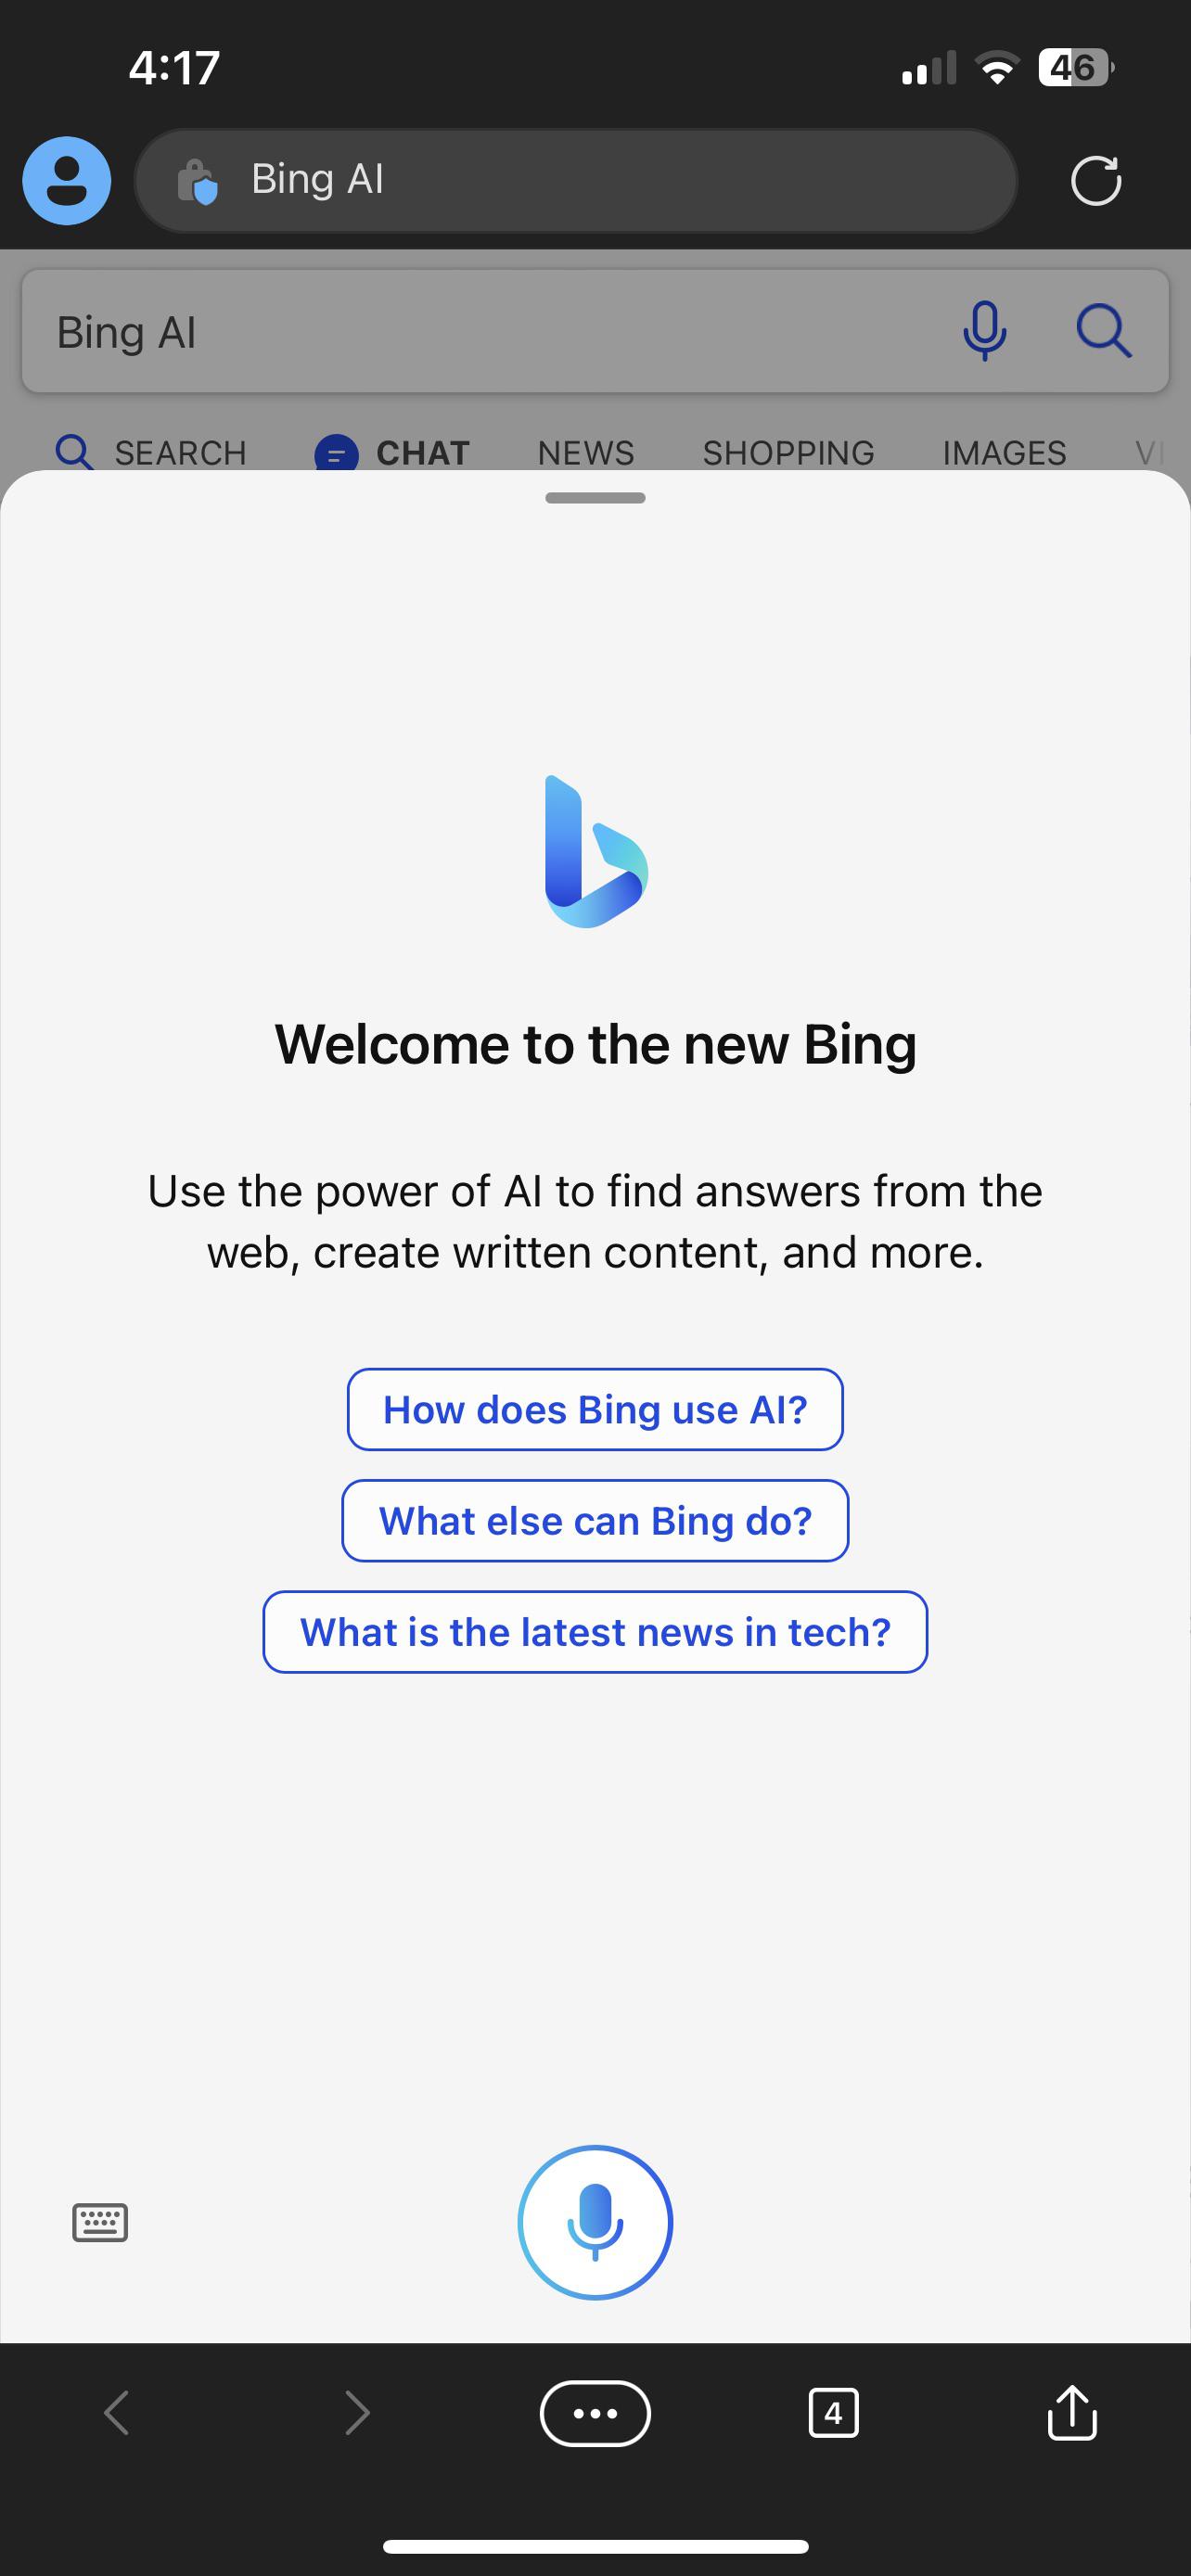 4:17
46
Bing AI
Bing AI
SEARCH CHAT NEWS SHOPPING IMAGES
Welcome to the new Bing
Use the power of AI to find answers from the
web, create written content, and more.
How does Bing use AI?
What else can Bing do?
What is the latest news in tech?
4